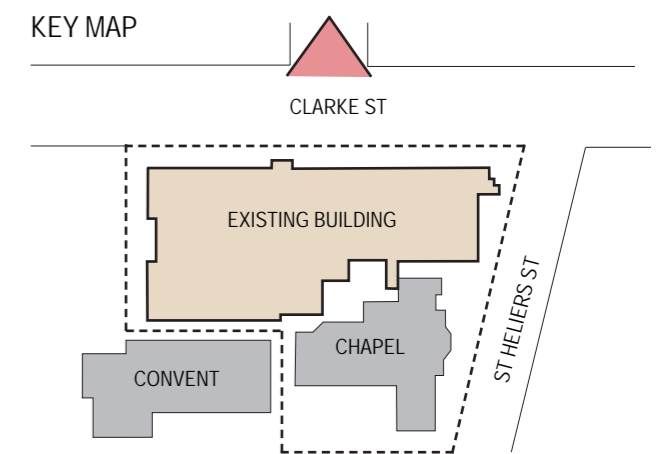 KEY MAP
CLARKE ST
EXISTING BUILDING
ST HELIERS ST
CHAPEL
CONVENT